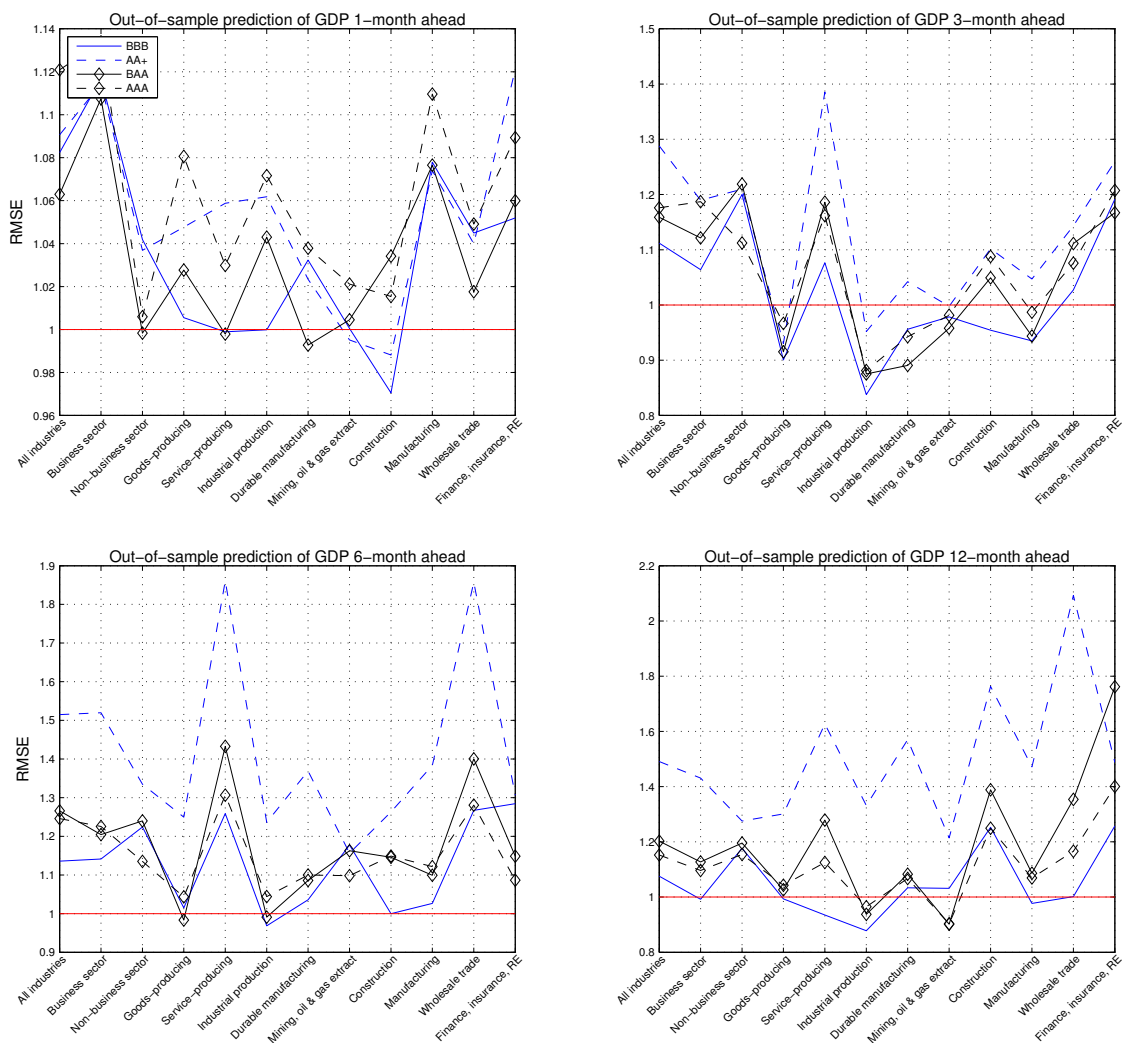 Out−of−sample prediction of GDP 1−month ahead
1.14
1.12
1.1
1.08
1.06
1.04
1.02
1
0.98
0.96
RMSE
BBB
AA+
BAA
AAA
All industries
Business sector
Non−business sector
Goods−producing
Service−producing
Industrial production
Durable manufacturing
Mining, oil & gas extract
Construction
Manufacturing
Wholesale trade
Finance, insurance, RE
Out−of−sample prediction of GDP 3−month ahead
1.5
1.4
1.3
1.2
1.1
1
0.9
0.8
All industries
Business sector
Non−business sector
Goods−producing
Service−producing
Industrial production
Durable manufacturing
Mining, oil & gas extract
Construction
Manufacturing
Wholesale trade
Finance, insurance, RE
Out−of−sample prediction of GDP 6−month ahead
1.9
1.8
1.7
1.6
1.5
1.4
1.3
1.2
1.1
1
0.9
RMSE
All industries
Business sector
Non−business sector
Goods−producing
Service−producing
Industrial production
Durable manufacturing
Mining, oil & gas extract
Construction
Manufacturing
Wholesale trade
Finance, insurance, RE
Out−of−sample prediction of GDP 12−month ahead
2.2
2
1.8
1.6
1.4
1.2
1
0.8
All industries
Business sector
Non−business sector
Goods−producing
Service−producing
Industrial production
Durable manufacturing
Mining, oil & gas extract
Construction
Manufacturing
Wholesale trade
Finance, insurance, RE